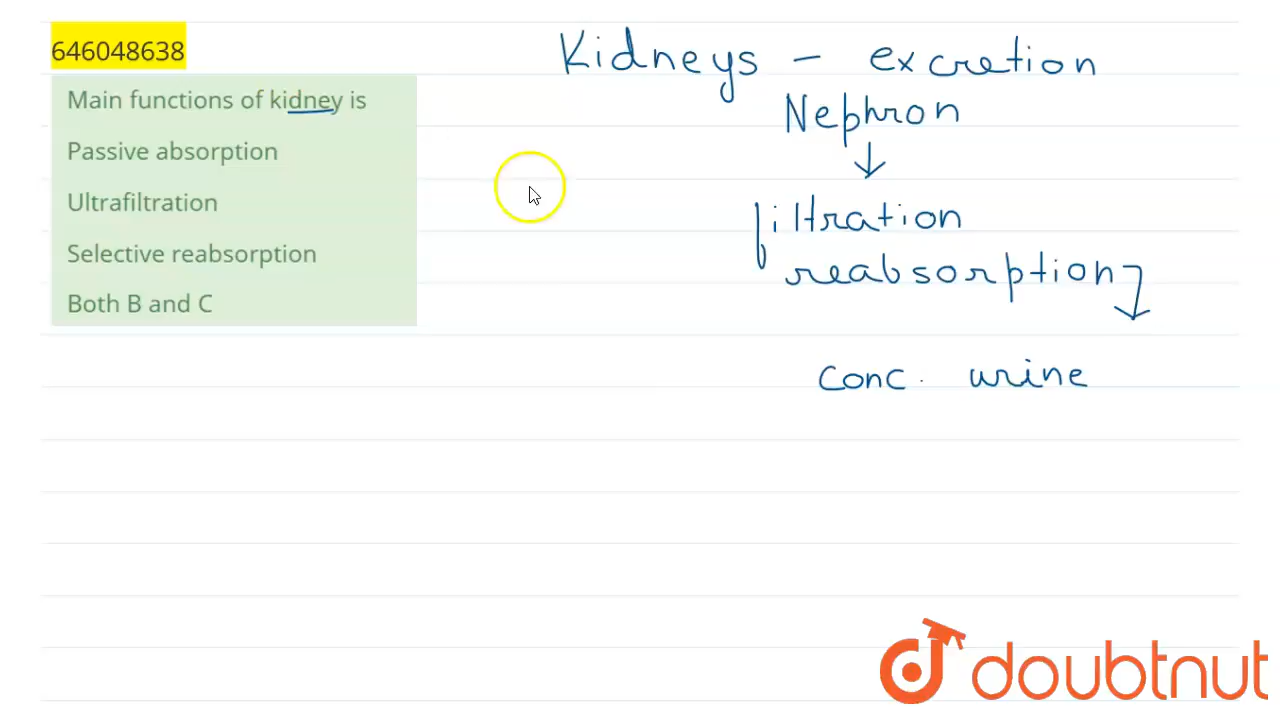 646048638
Main functions of kidney is
Passive absorption
Ultrafiltration
Selective reabsorption
Both B and C
Kidneys - excretion
Nephron
filtration
reabsorption
conc. urine
doubtnut